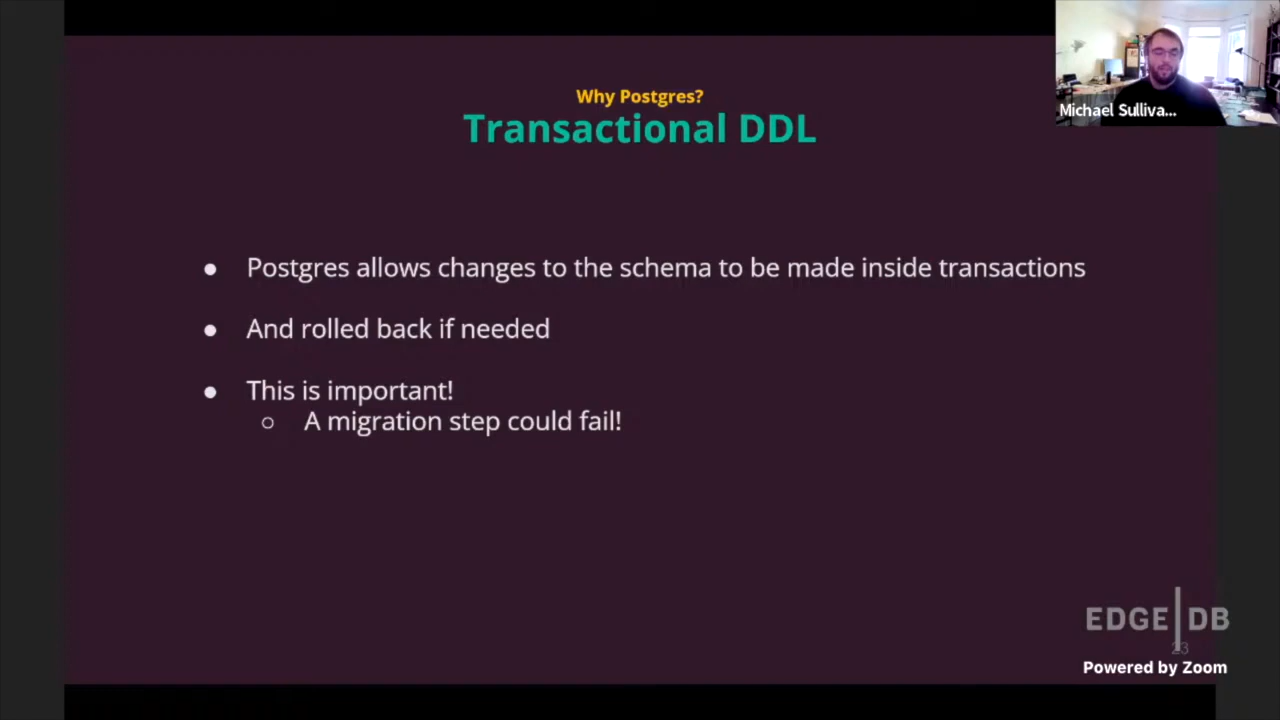 Why Postgres?
Transactional DDL
Michael Sulliva...
● Postgres allows changes to the schema to be made inside transactions
● And rolled back if needed
● This is important!
○ A migration step could fail!
EDGE|DB
23
Powered by Zoom